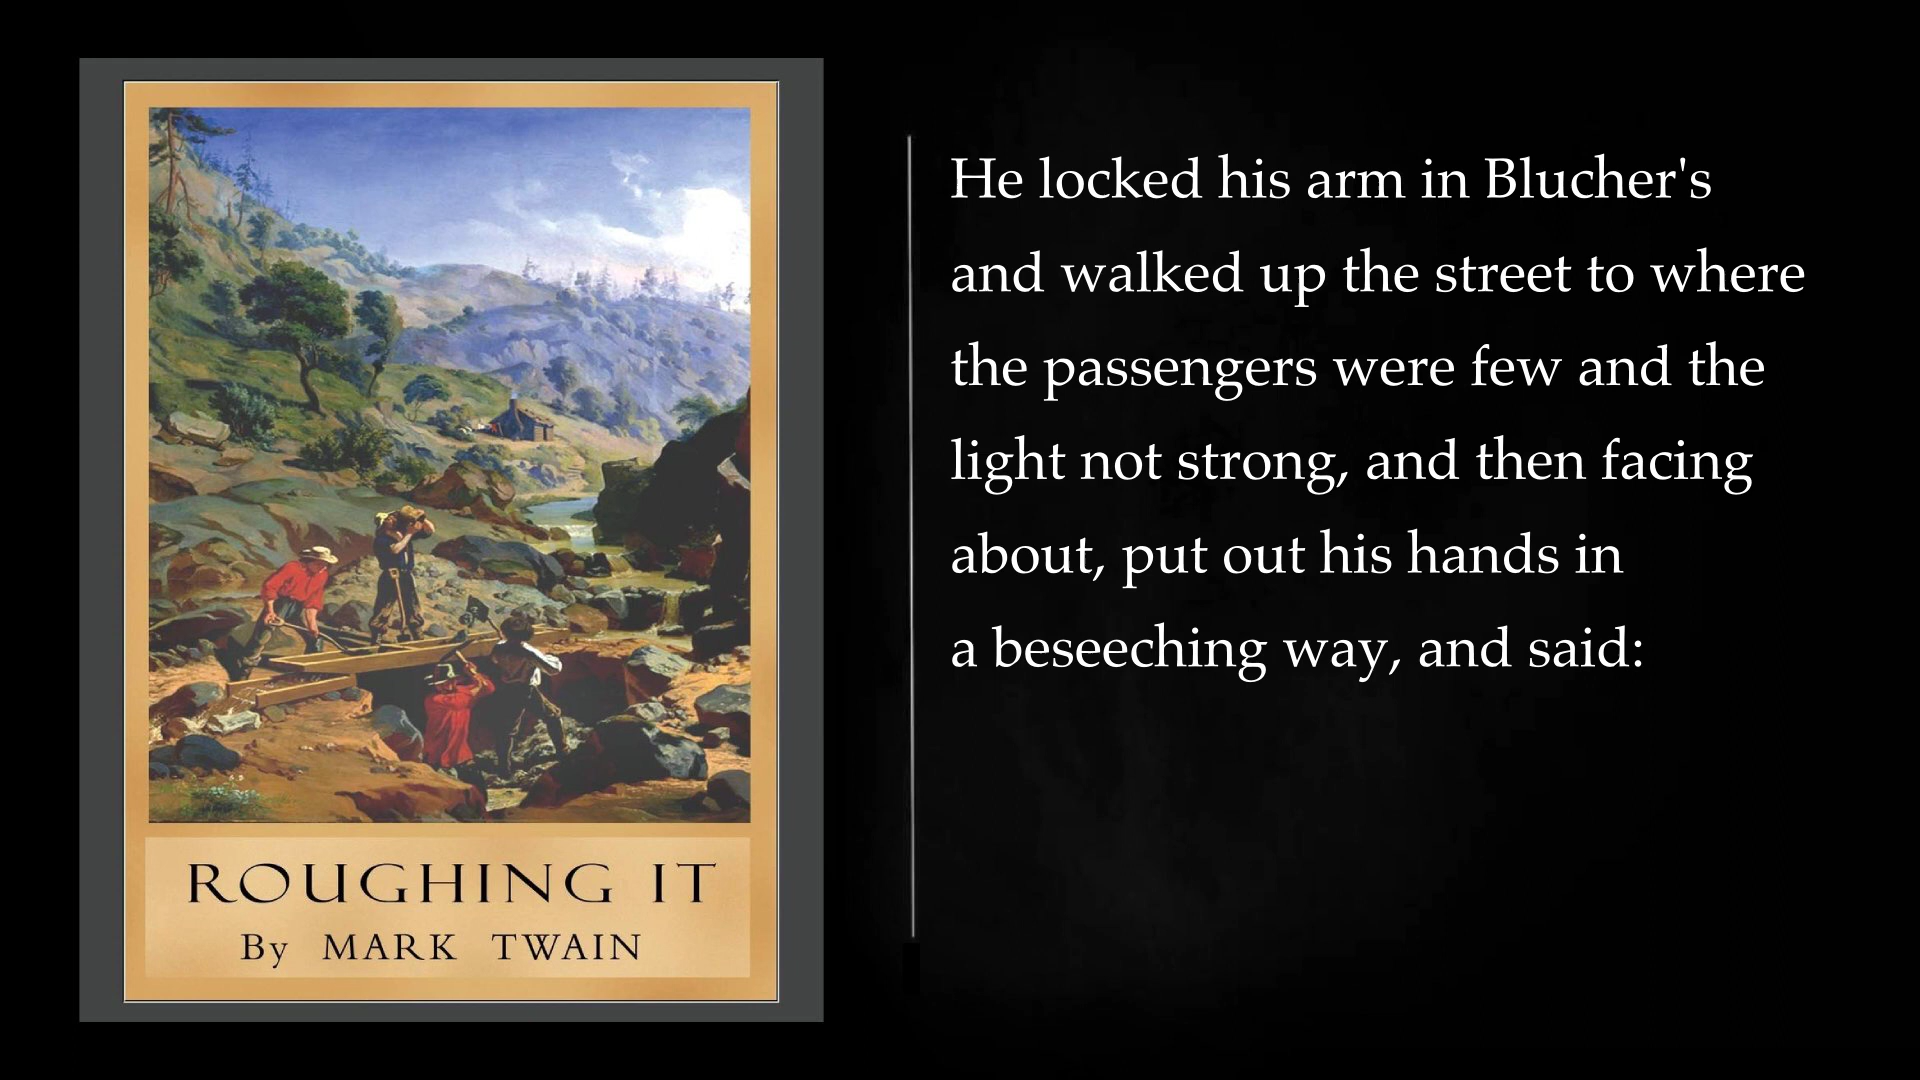 ROUGHING IT
By MARK TWAIN
He locked his arm in Blucher's
and walked up the street to where
the passengers were few and the
light not strong, and then facing
about, put out his hands in
a beseeching way, and said: